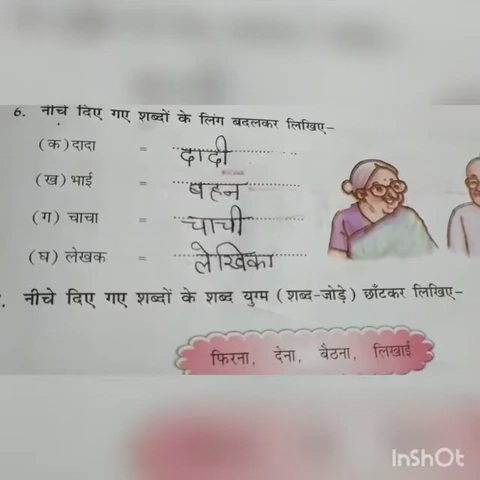 6. नीचे दिए गए शब्दों के लिंग बदलकर लिखिए–
(क) दादा = दादी
(ख) भाई = बहन
(ग) चाचा = चाची
(घ) लेखक = लेखिका
. नीचे दिए गए शब्दों के शब्द युग्म (शब्द-जोड़े) छाँटकर लिखिए–
फिरना, देना, बैठना, लिखाई
InShOt